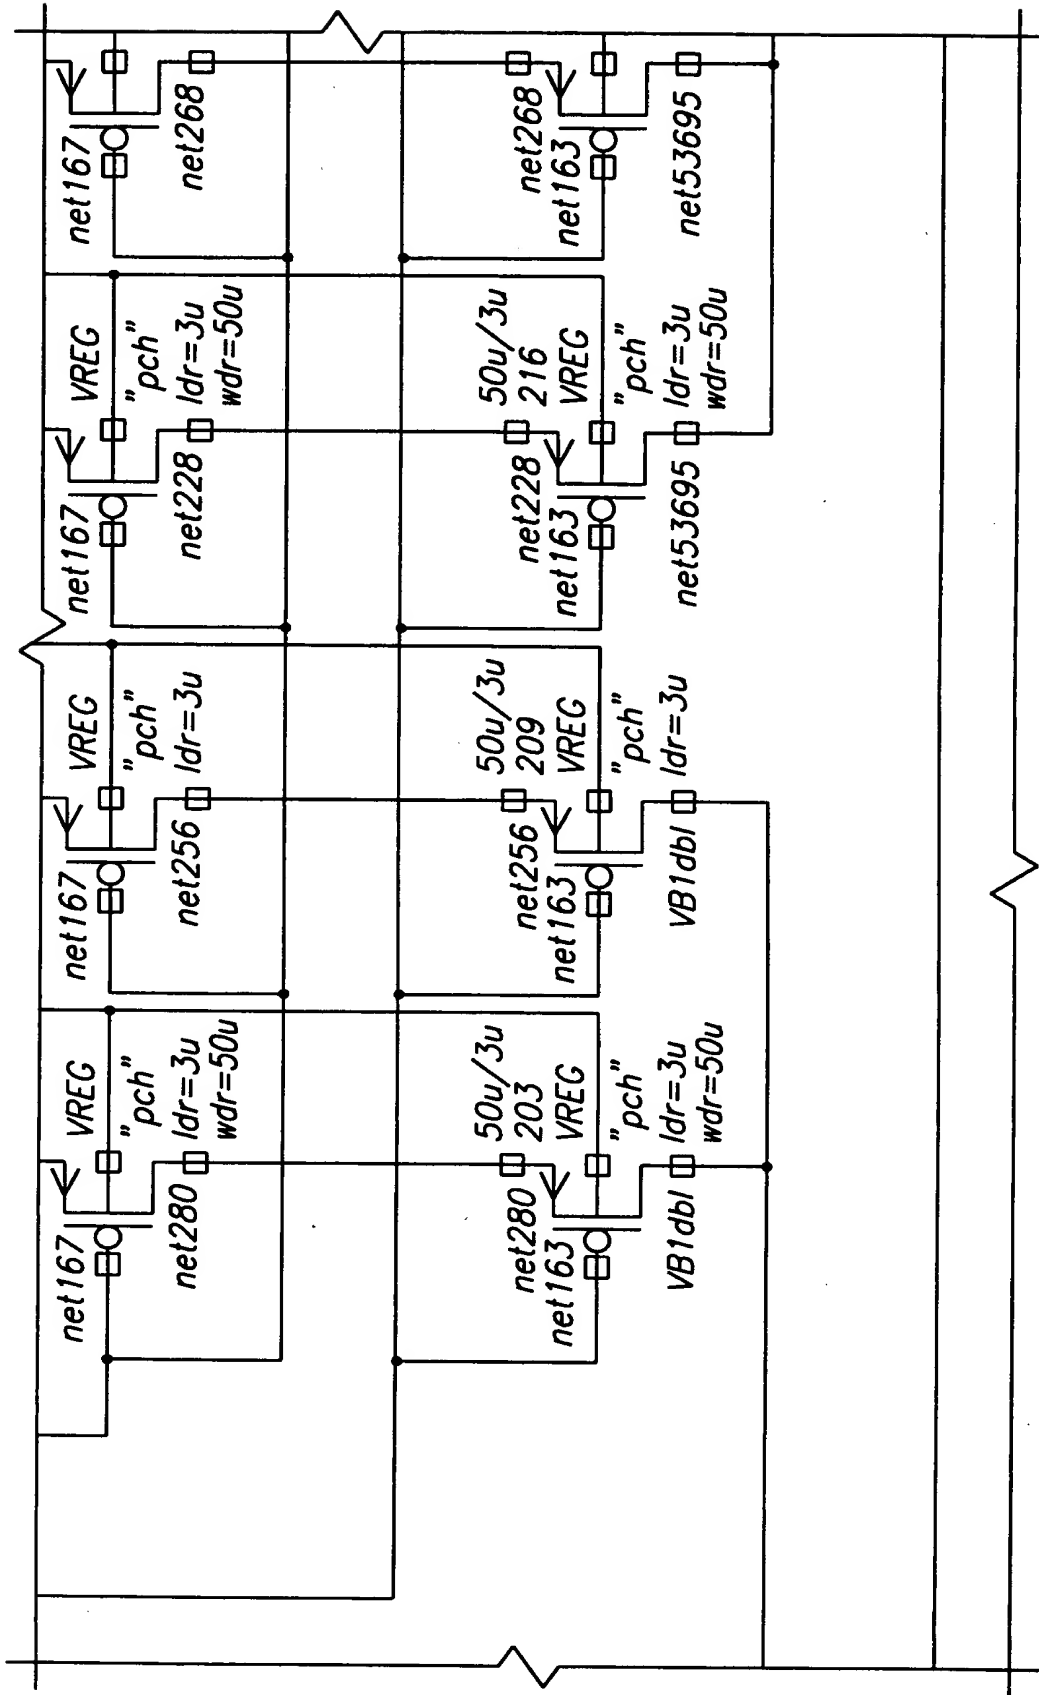 net167
net268
net268
net163
net53695
VREG
"pch"
ldr=3u
wdr=50u
net167
net228
50u/3u
216
VREG
"pch"
ldr=3u
wdr=50u
net228
net163
net53695
VREG
"pch"
ldr=3u
net167
net256
50u/3u
209
VREG
"pch"
ldr=3u
net256
net163
VB1dbl
VREG
"pch"
ldr=3u
wdr=50u
net167
net280
50u/3u
203
VREG
"pch"
ldr=3u
wdr=50u
net280
net163
VB1dbl